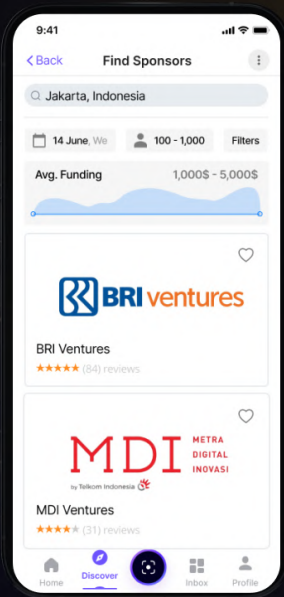 9:41
Back
Find Sponsors
Jakarta, Indonesia
14 June, We
100 - 1,000
Filters
Avg. Funding
1,000$ - 5,000$
BRI ventures
BRI Ventures
(84) reviews
MDI
METRA
DIGITAL
INOVASI
by Telkom Indonesia
MDI Ventures
(31) reviews
Home
Discover
Inbox
Profile